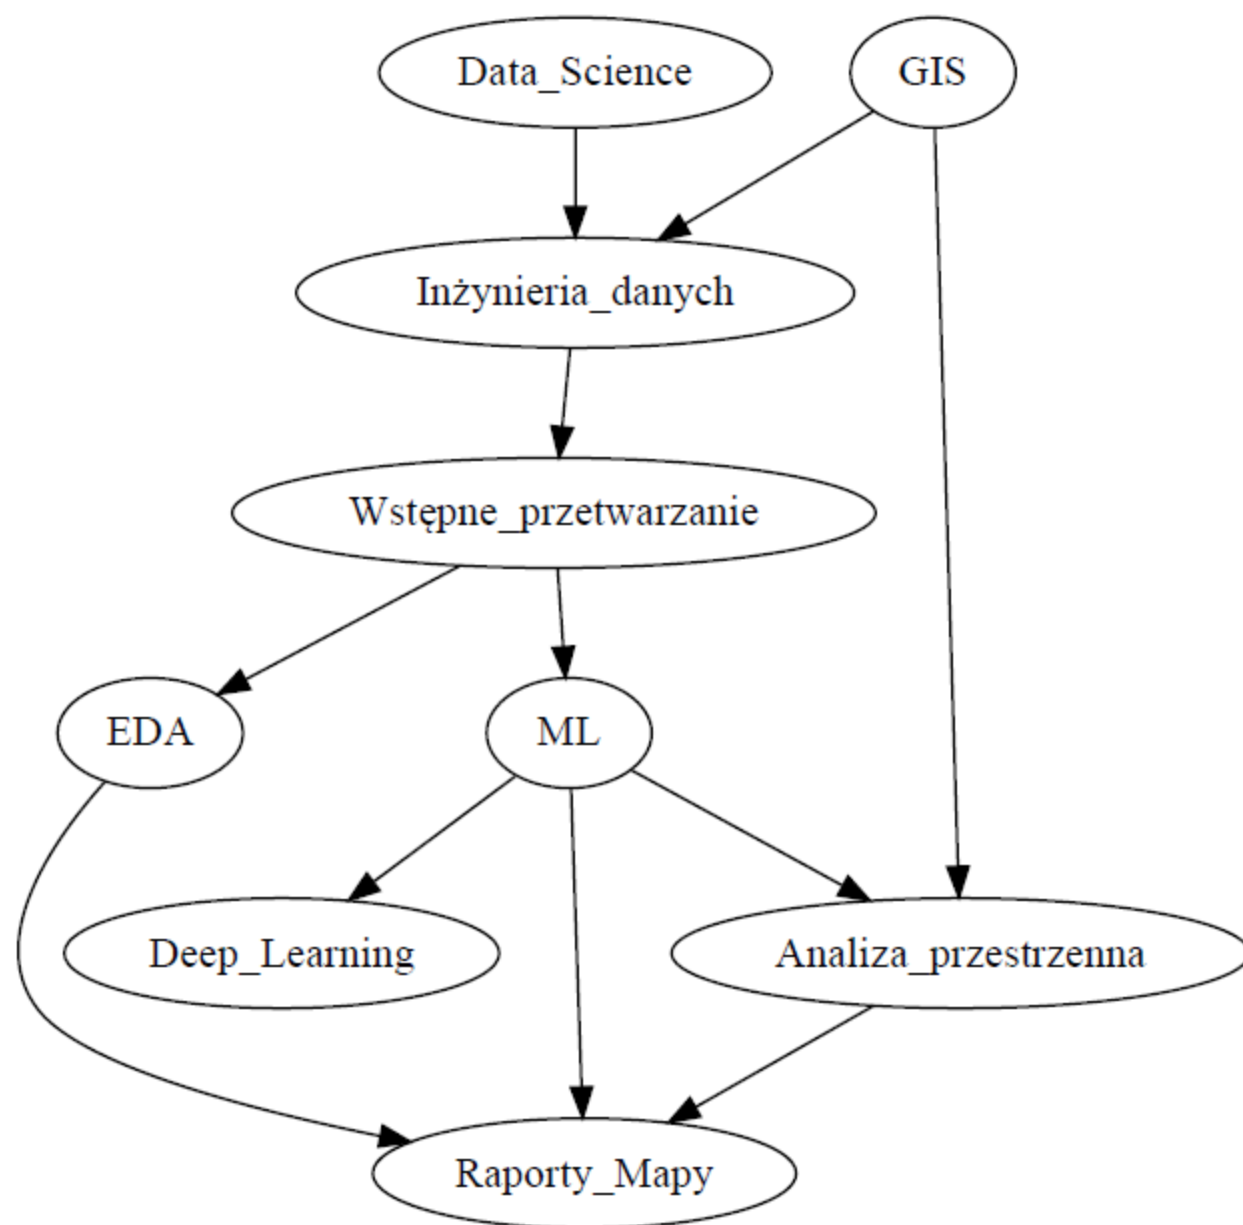 Data_Science
GIS
Inżynieria_danych
Wstępne_przetwarzanie
EDA
ML
Deep_Learning
Analiza_przestrzenna
Raporty_Mapy